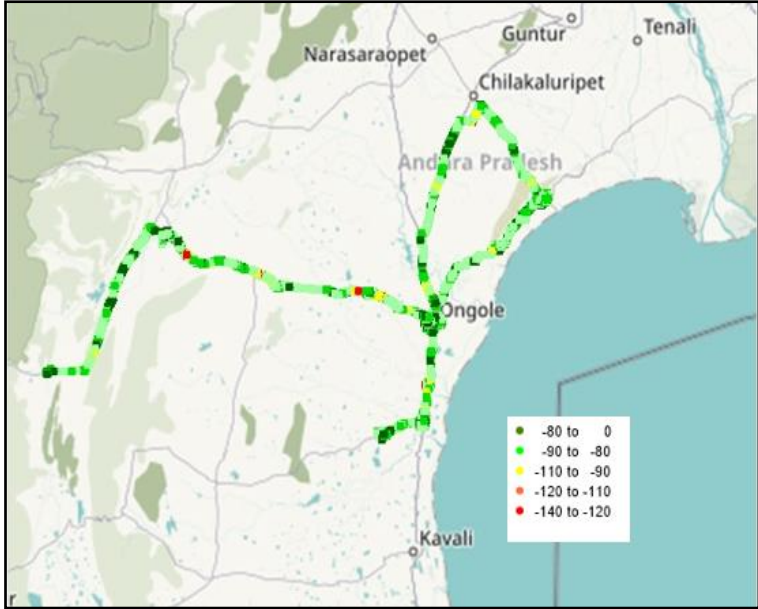 Guntur
Tenali
Narasaraopet
Chilakaluripet
Andhra Pradesh
Ongole
-80 to 0
-90 to -80
-110 to -90
-120 to -110
-140 to -120
Kavali
r